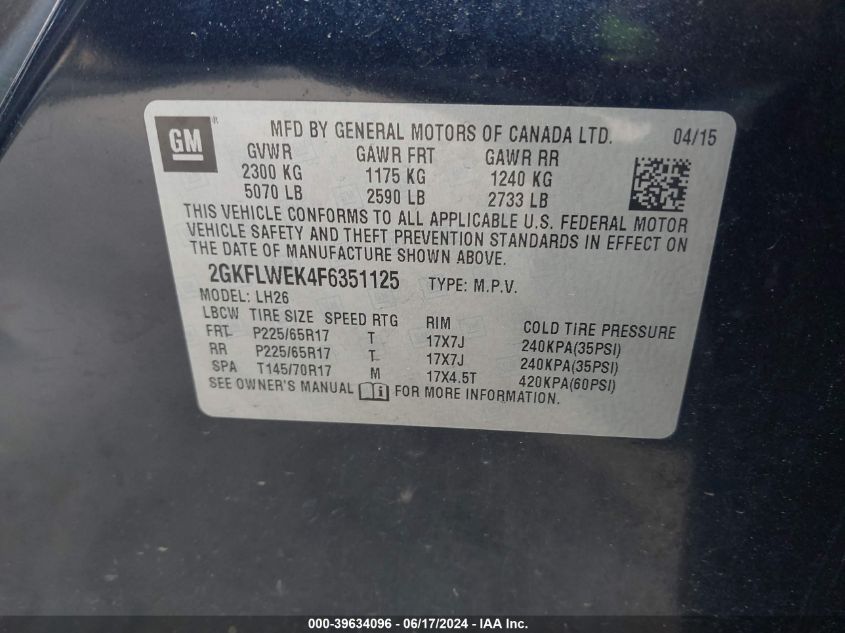 GM
MFD BY GENERAL MOTORS OF CANADA LTD. 04/15
GVWR GAWR FRT GAWR RR
2300 KG 1175 KG 1240 KG
5070 LB 2590 LB 2733 LB
THIS VEHICLE CONFORMS TO ALL APPLICABLE U.S. FEDERAL MOTOR
VEHICLE SAFETY AND THEFT PREVENTION STANDARDS IN EFFECT ON
THE DATE OF MANUFACTURE SHOWN ABOVE.
2GKFLWEK4F6351125 TYPE: M.P.V.
MODEL: LH26
LBCW TIRE SIZE SPEED RTG RIM COLD TIRE PRESSURE
FRT P225/65R17 T 17X7J 240KPA(35PSI)
RR P225/65R17 T 17X7J 240KPA(35PSI)
SPA T145/70R17 M 17X4.5T 420KPA(60PSI)
SEE OWNER'S MANUAL FOR MORE INFORMATION.
000-39634096 - 06/17/2024 - IAA Inc.